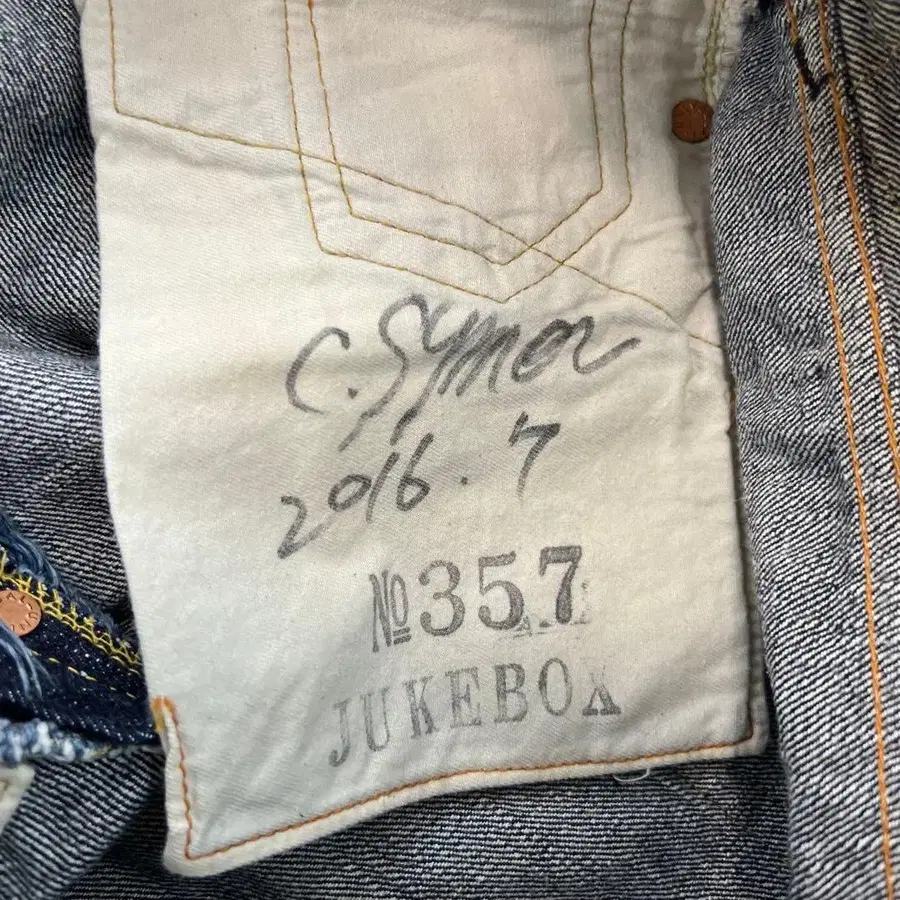 C. Symor
2016. 7
№357
JUKEBOX